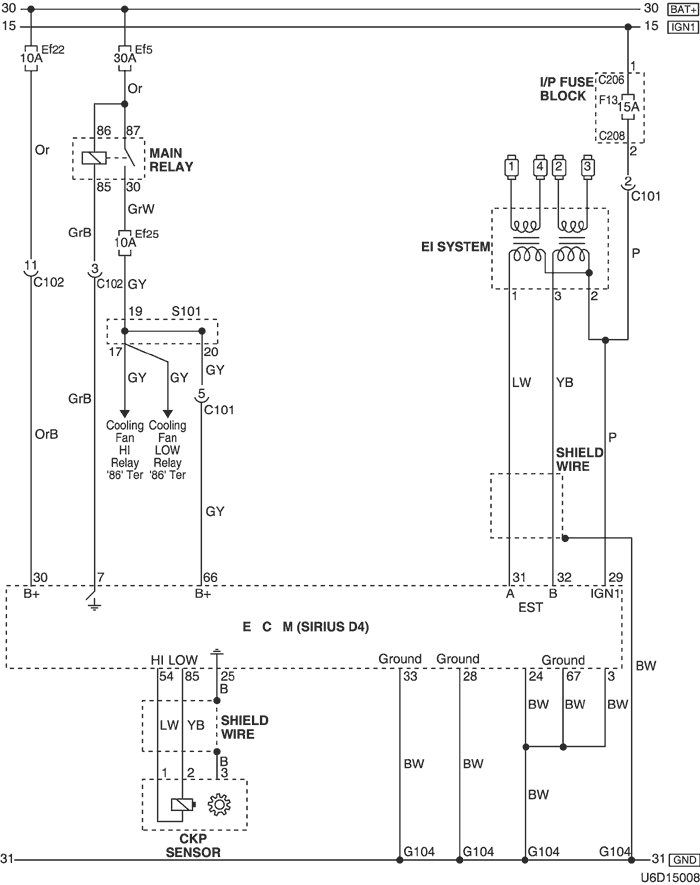 30 30 BAT+
15 15 IGN1
Ef22
10A
Ef5
30A
Or
1
C206
I/P FUSE
BLOCK
F13
15A
C208
2
86 87
MAIN
RELAY
85 30
Or
GrW
GrB
Ef25
10A
1 4 2 3
2
C101
EI SYSTEM
P
11
C102
3
C102
GY
1 3 2
19 S101
17 20
GY GY GY
LW YB
5
C101
GrB
Cooling
Fan
HI
Relay
'86' Ter
Cooling
Fan
LOW
Relay
'86' Ter
OrB
P
SHIELD
WIRE
GY
30 7 66 31 32 29
B+ B+ A B IGN1
EST
E C M (SIRIUS D4)
HI LOW Ground Ground Ground
54 85 25 33 28 24 67 3
B
BW
LW YB
SHIELD
WIRE
BW BW BW
B
1 2 3
BW BW
BW
CKP
SENSOR
31 G104 G104 G104 G104 31 GND
U6D15008